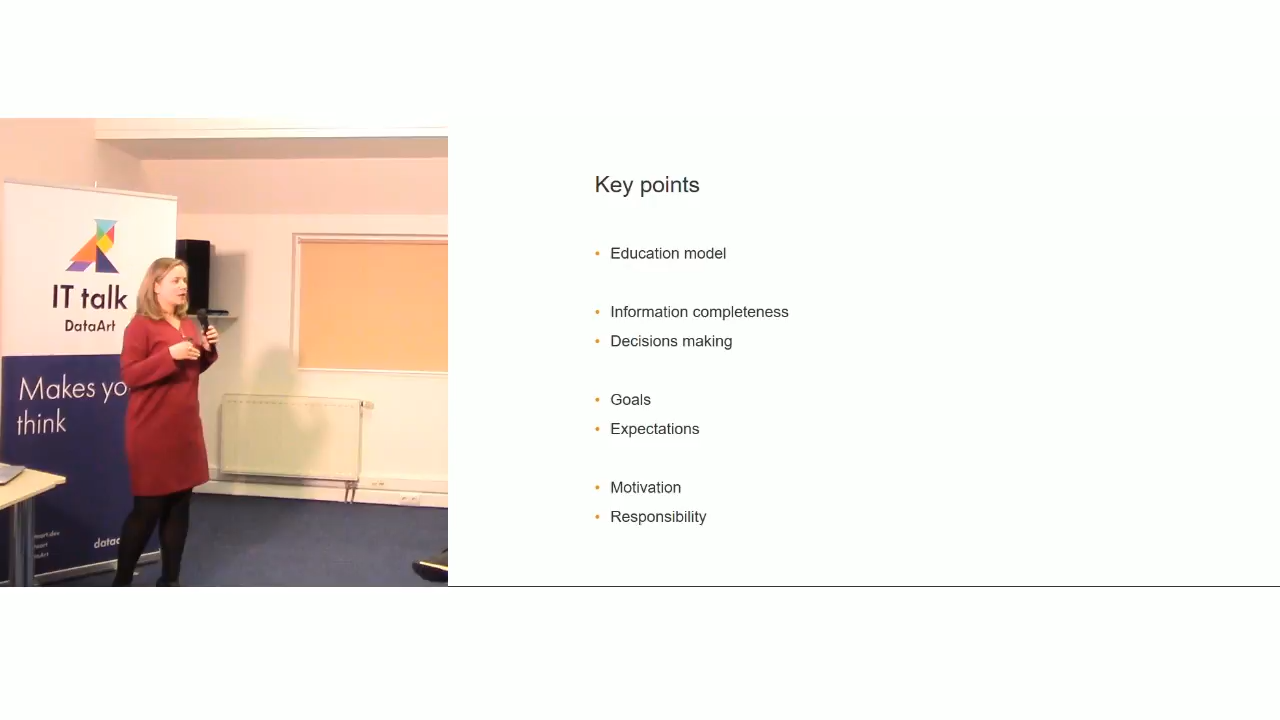 IT talk
DataArt
Makes yo
think
Key points
• Education model
• Information completeness
• Decisions making
• Goals
• Expectations
• Motivation
• Responsibility